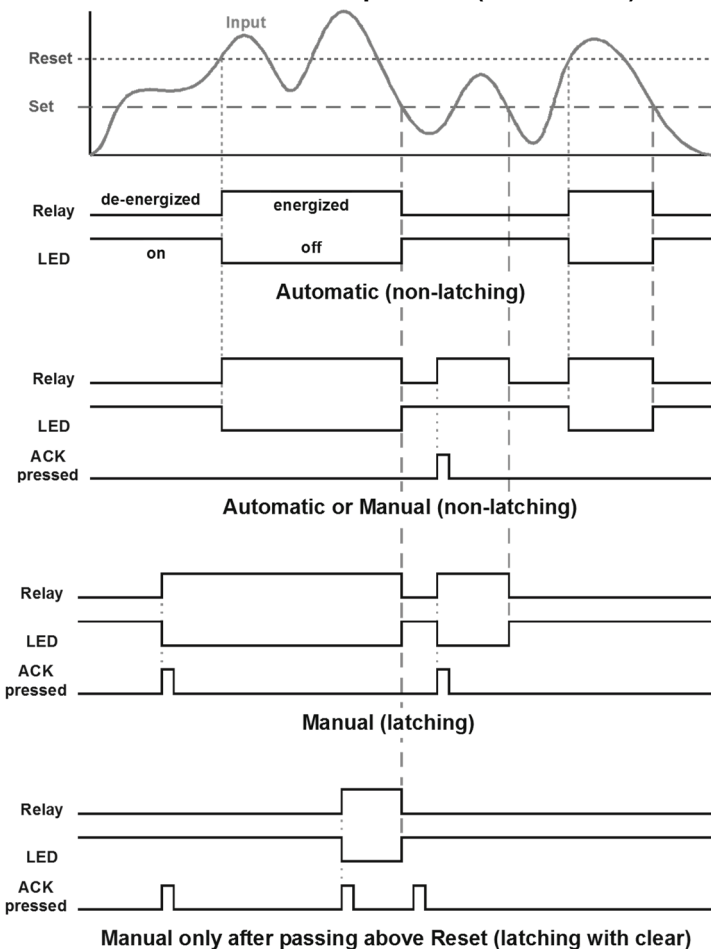 Input
Reset
Set
de-energized
energized
Relay
on
off
LED
Automatic (non-latching)
Relay
LED
ACK
pressed
Automatic or Manual (non-latching)
Relay
LED
ACK
pressed
Manual (latching)
Relay
LED
ACK
pressed
Manual only after passing above Reset (latching with clear)